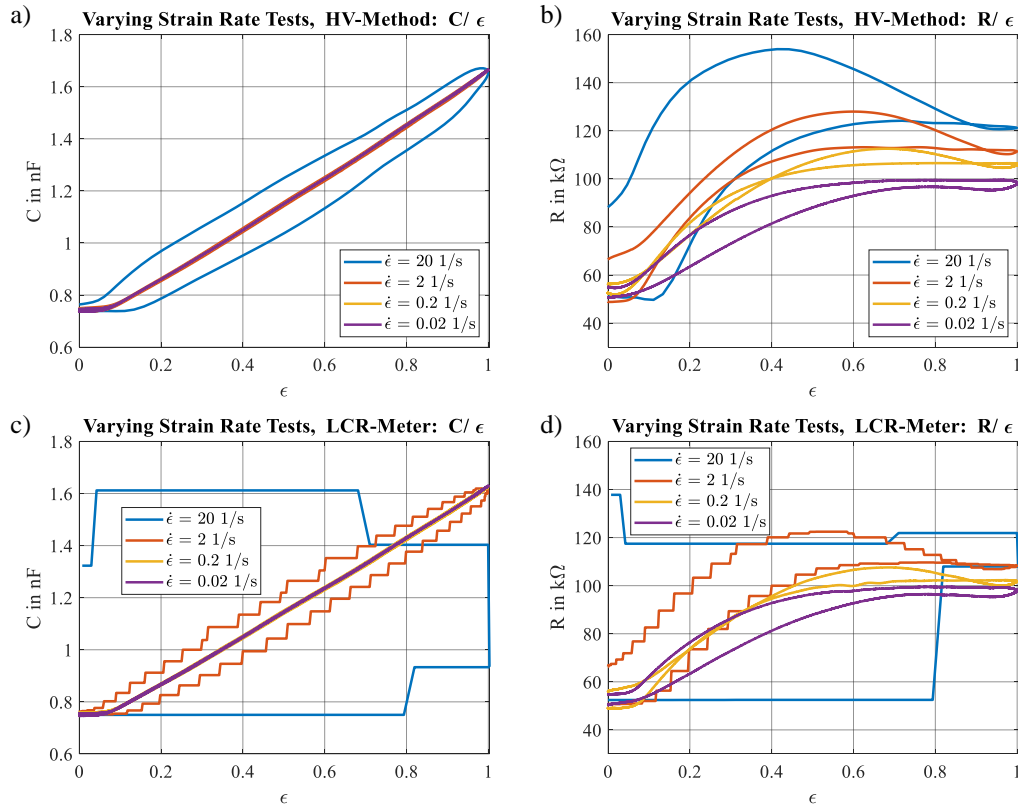 a)
Varying Strain Rate Tests, HV-Method: C/ ϵ
1.8
1.6
1.4
1.2
1
0.8
0.6
C in nF
0
0.2
0.4
0.6
0.8
1
ϵ
ϵ̇ = 20 1/s
ϵ̇ = 2 1/s
ϵ̇ = 0.2 1/s
ϵ̇ = 0.02 1/s
b)
Varying Strain Rate Tests, HV-Method: R/ ϵ
160
140
120
100
80
60
40
R in kΩ
0
0.2
0.4
0.6
0.8
1
ϵ
ϵ̇ = 20 1/s
ϵ̇ = 2 1/s
ϵ̇ = 0.2 1/s
ϵ̇ = 0.02 1/s
c)
Varying Strain Rate Tests, LCR-Meter: C/ ϵ
1.8
1.6
1.4
1.2
1
0.8
0.6
C in nF
0
0.2
0.4
0.6
0.8
1
ϵ
ϵ̇ = 20 1/s
ϵ̇ = 2 1/s
ϵ̇ = 0.2 1/s
ϵ̇ = 0.02 1/s
d)
Varying Strain Rate Tests, LCR-Meter: R/ ϵ
160
140
120
100
80
60
40
R in kΩ
0
0.2
0.4
0.6
0.8
1
ϵ
ϵ̇ = 20 1/s
ϵ̇ = 2 1/s
ϵ̇ = 0.2 1/s
ϵ̇ = 0.02 1/s